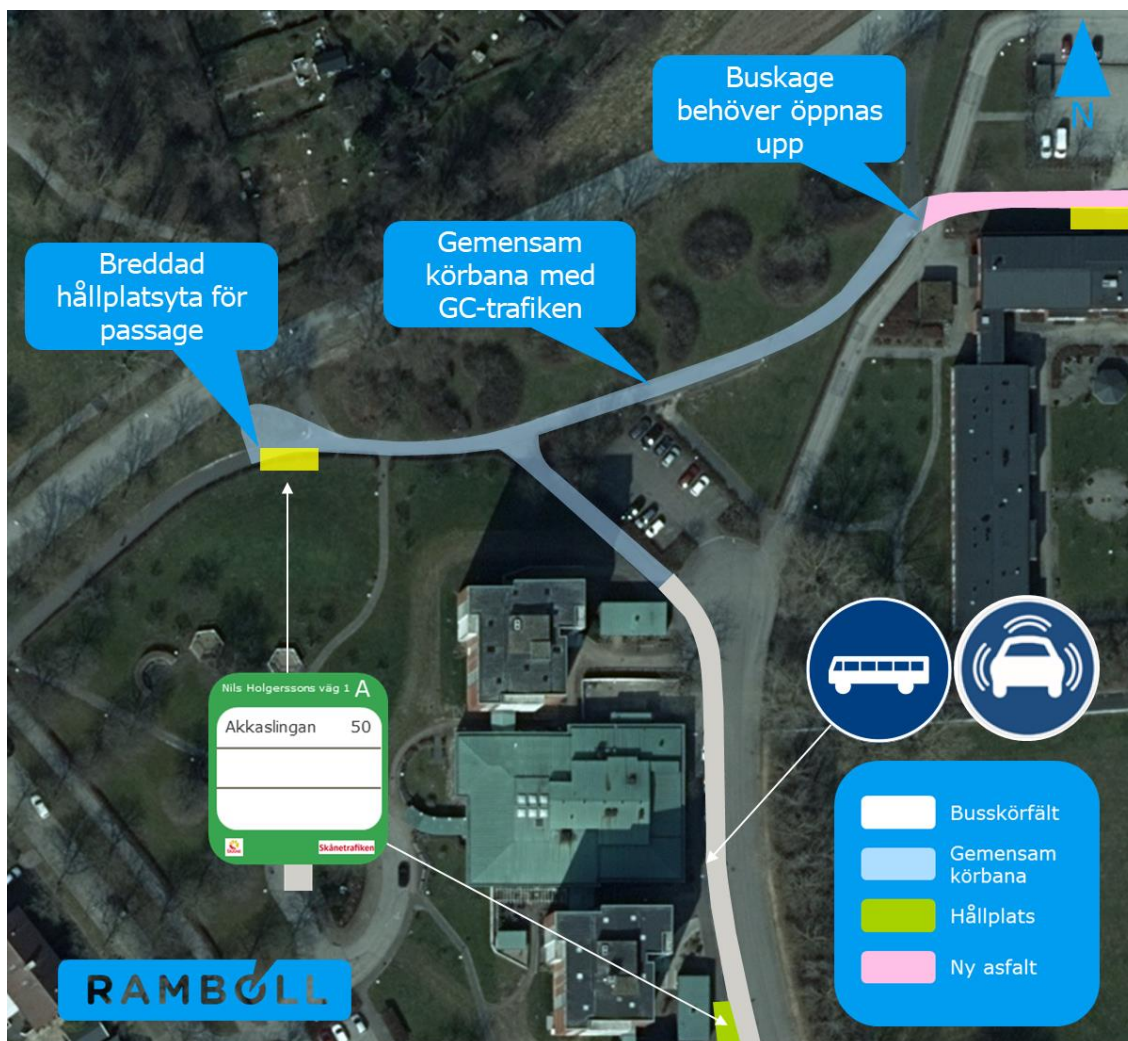 Buskage
behöver öppnas
upp
N
Gemensam
körbana med
GC-trafiken
Breddad
hållplatsyta för
passage
Nils Holgerssons väg 1 A
Akkaslingan 50
Skånetrafiken
Busskörfält
Gemensam
körbana
Hållplats
Ny asfalt
RAMBOLL